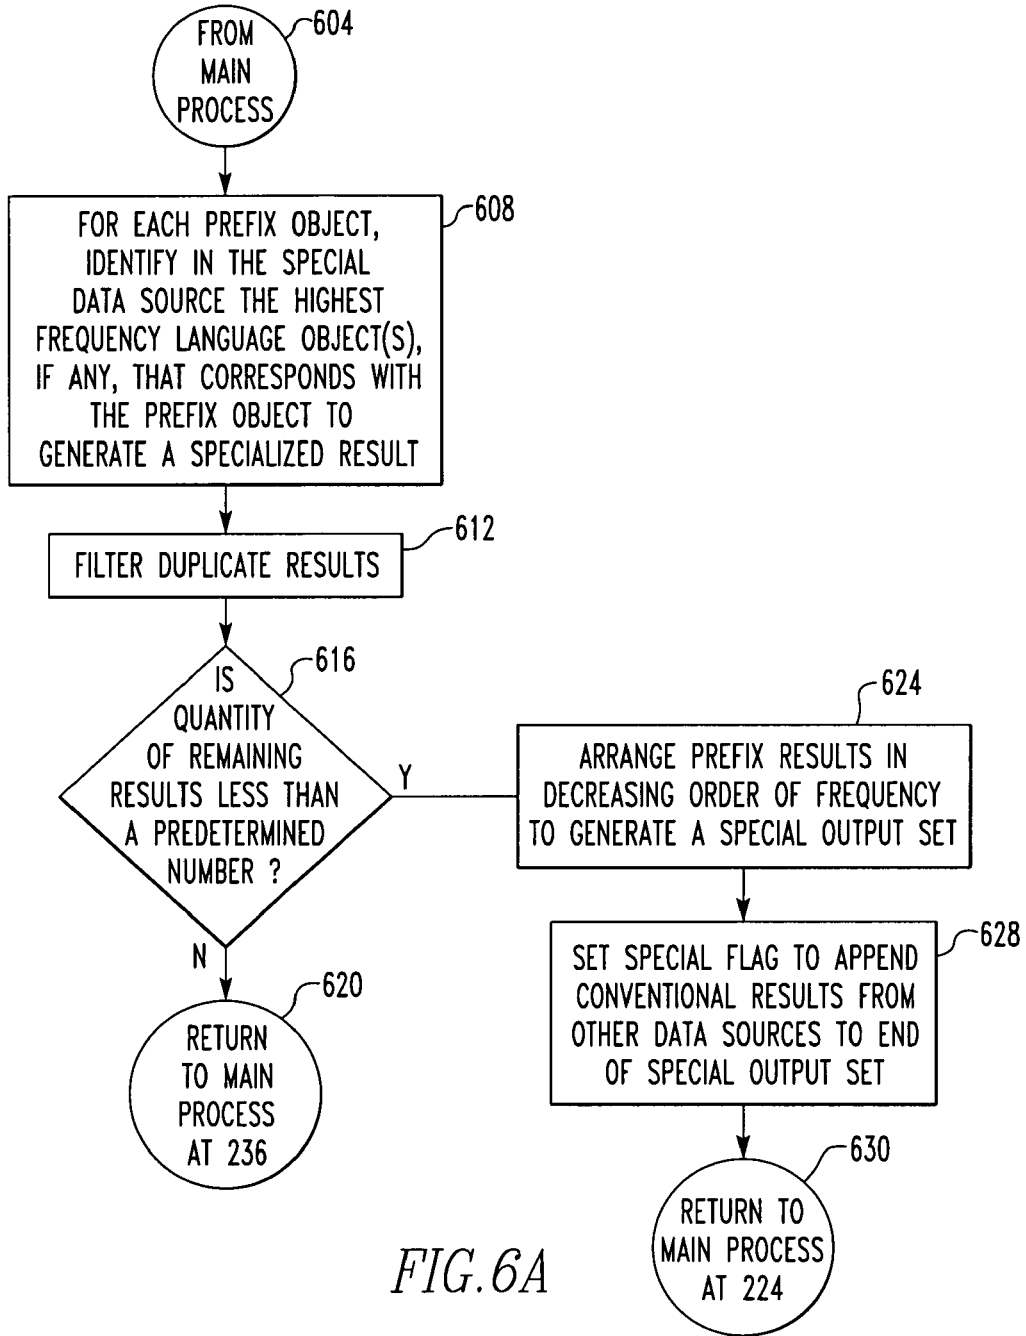 FROM
MAIN
PROCESS
604
FOR EACH PREFIX OBJECT,
IDENTIFY IN THE SPECIAL
DATA SOURCE THE HIGHEST
FREQUENCY LANGUAGE OBJECT(S),
IF ANY, THAT CORRESPONDS WITH
THE PREFIX OBJECT TO
GENERATE A SPECIALIZED RESULT
608
FILTER DUPLICATE RESULTS
612
IS
QUANTITY
OF REMAINING
RESULTS LESS THAN
A PREDETERMINED
NUMBER ?
616
Y
N
ARRANGE PREFIX RESULTS IN
DECREASING ORDER OF FREQUENCY
TO GENERATE A SPECIAL OUTPUT SET
624
SET SPECIAL FLAG TO APPEND
CONVENTIONAL RESULTS FROM
OTHER DATA SOURCES TO END
OF SPECIAL OUTPUT SET
628
RETURN
TO MAIN
PROCESS
AT 236
620
RETURN TO
MAIN PROCESS
AT 224
630
FIG.6A